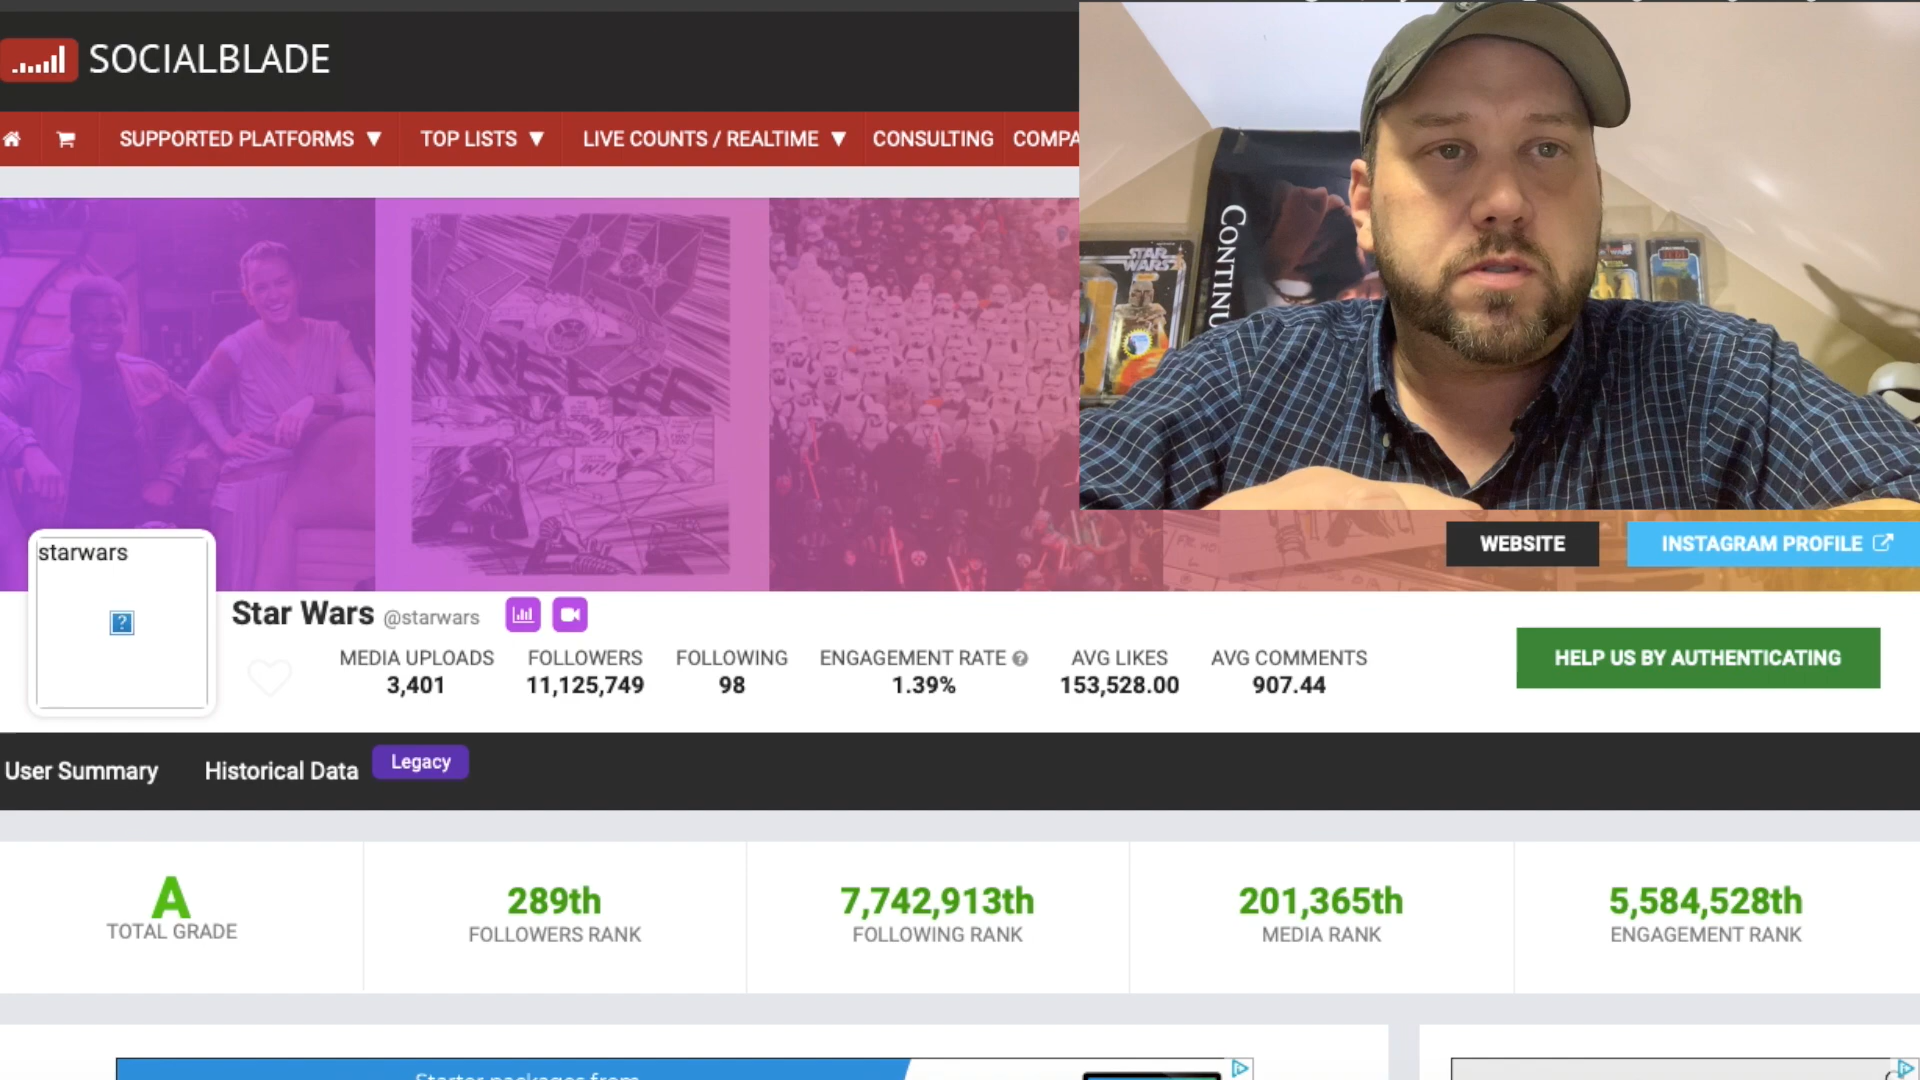 SOCIALBLADE
SUPPORTED PLATFORMS ▼ TOP LISTS ▼ LIVE COUNTS / REALTIME ▼ CONSULTING COMPA
STAR WARS
CONTINU
starwars
WEBSITE INSTAGRAM PROFILE
Star Wars @starwars
MEDIA UPLOADS FOLLOWERS FOLLOWING ENGAGEMENT RATE AVG LIKES AVG COMMENTS
3,401 11,125,749 98 1.39% 153,528.00 907.44
HELP US BY AUTHENTICATING
User Summary Historical Data Legacy
A 289th 7,742,913th 201,365th 5,584,528th
TOTAL GRADE FOLLOWERS RANK FOLLOWING RANK MEDIA RANK ENGAGEMENT RANK
Starter packages from